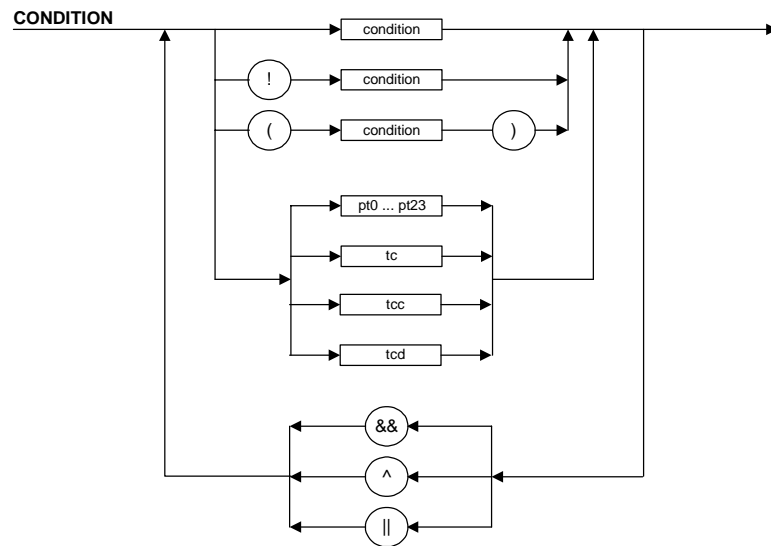 CONDITION
condition
! condition
( condition )
pt0 ... pt23
tc
tcc
tcd
&&
^
||